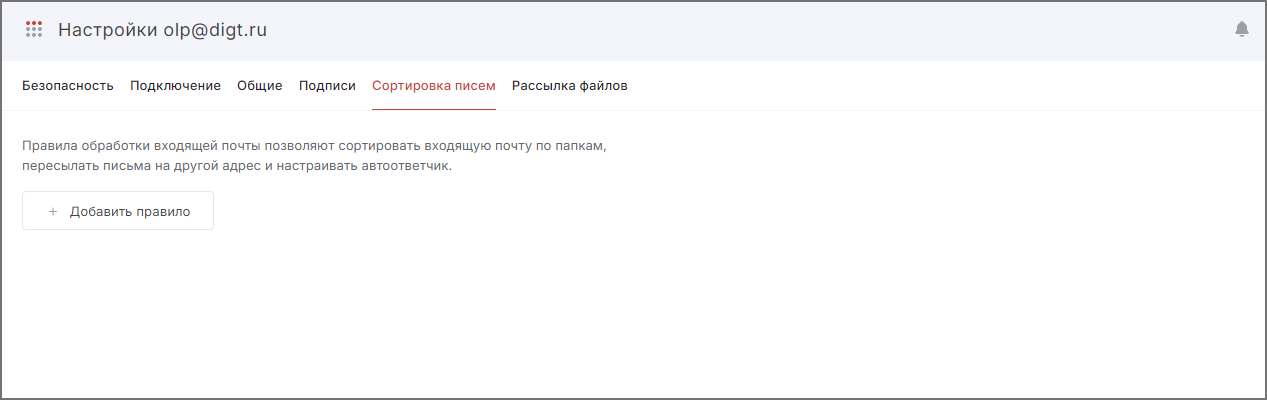 Настройки olp@digt.ru
Безопасность Подключение Общие Подписи Сортировка писем Рассылка файлов
Правила обработки входящей почты позволяют сортировать входящую почту по папкам,
пересылать письма на другой адрес и настраивать автоответчик.
+ Добавить правило